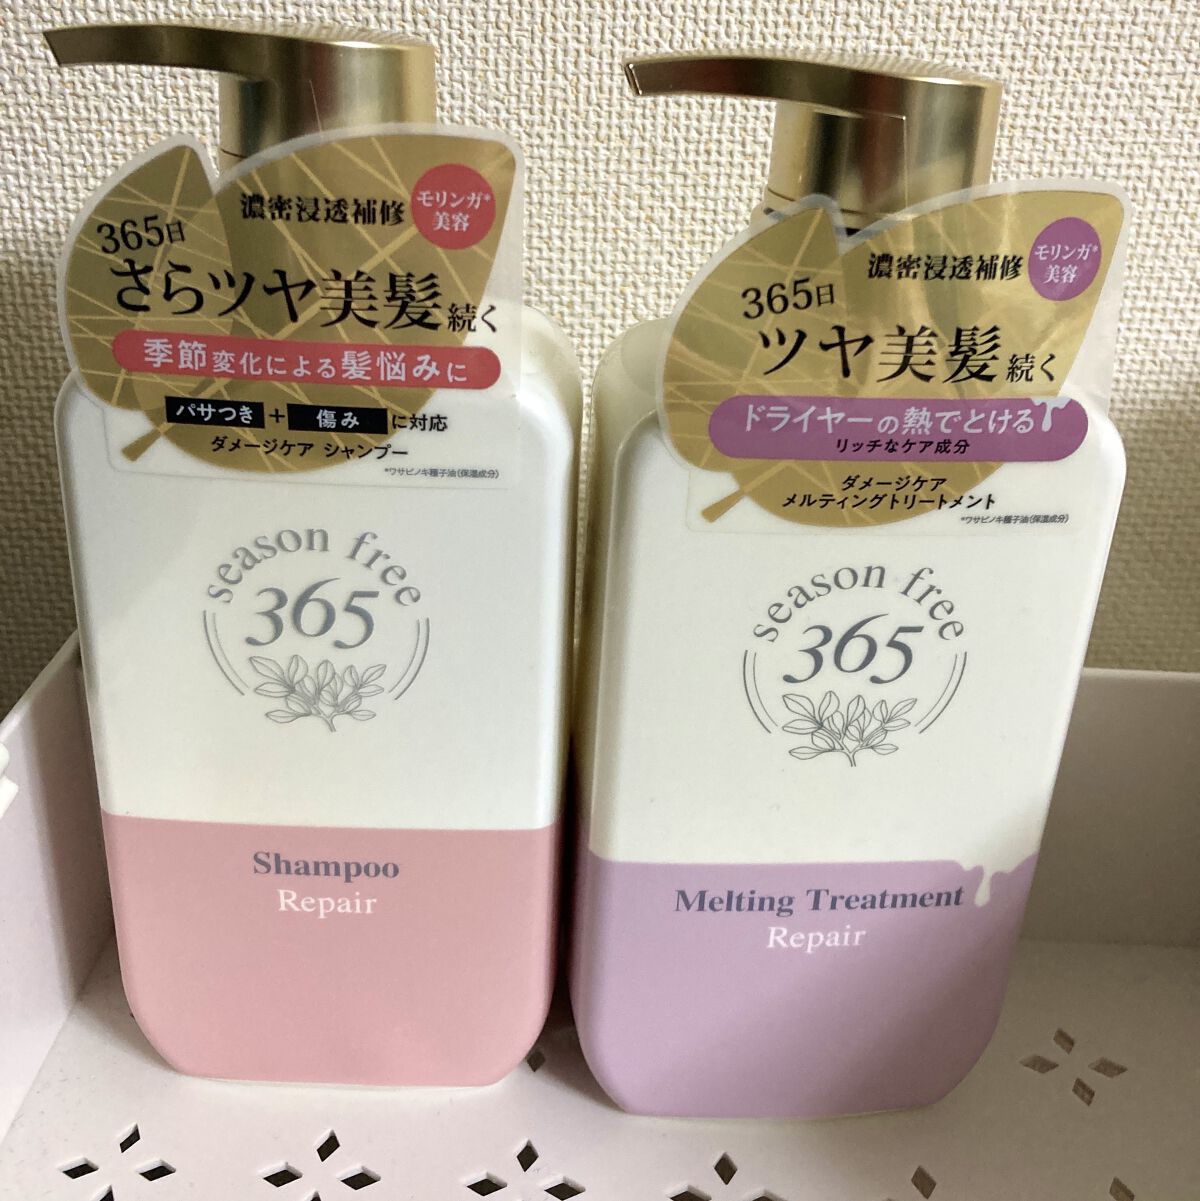 濃密浸透補修
モリンガ*
美容
365日
さらツヤ美髪続く
季節変化による髪悩みに
パサつき+傷みに対応
ダメージケア シャンプー
*ワサビノキ種子油(保湿成分)
season free
365
Shampoo
Repair
濃密浸透補修
モリンガ*
美容
365日
ツヤ美髪続く
ドライヤーの熱でとける
リッチなケア成分
ダメージケア
メルティングトリートメント
*ワサビノキ種子油(保湿成分)
season free
365
Melting Treatment
Repair